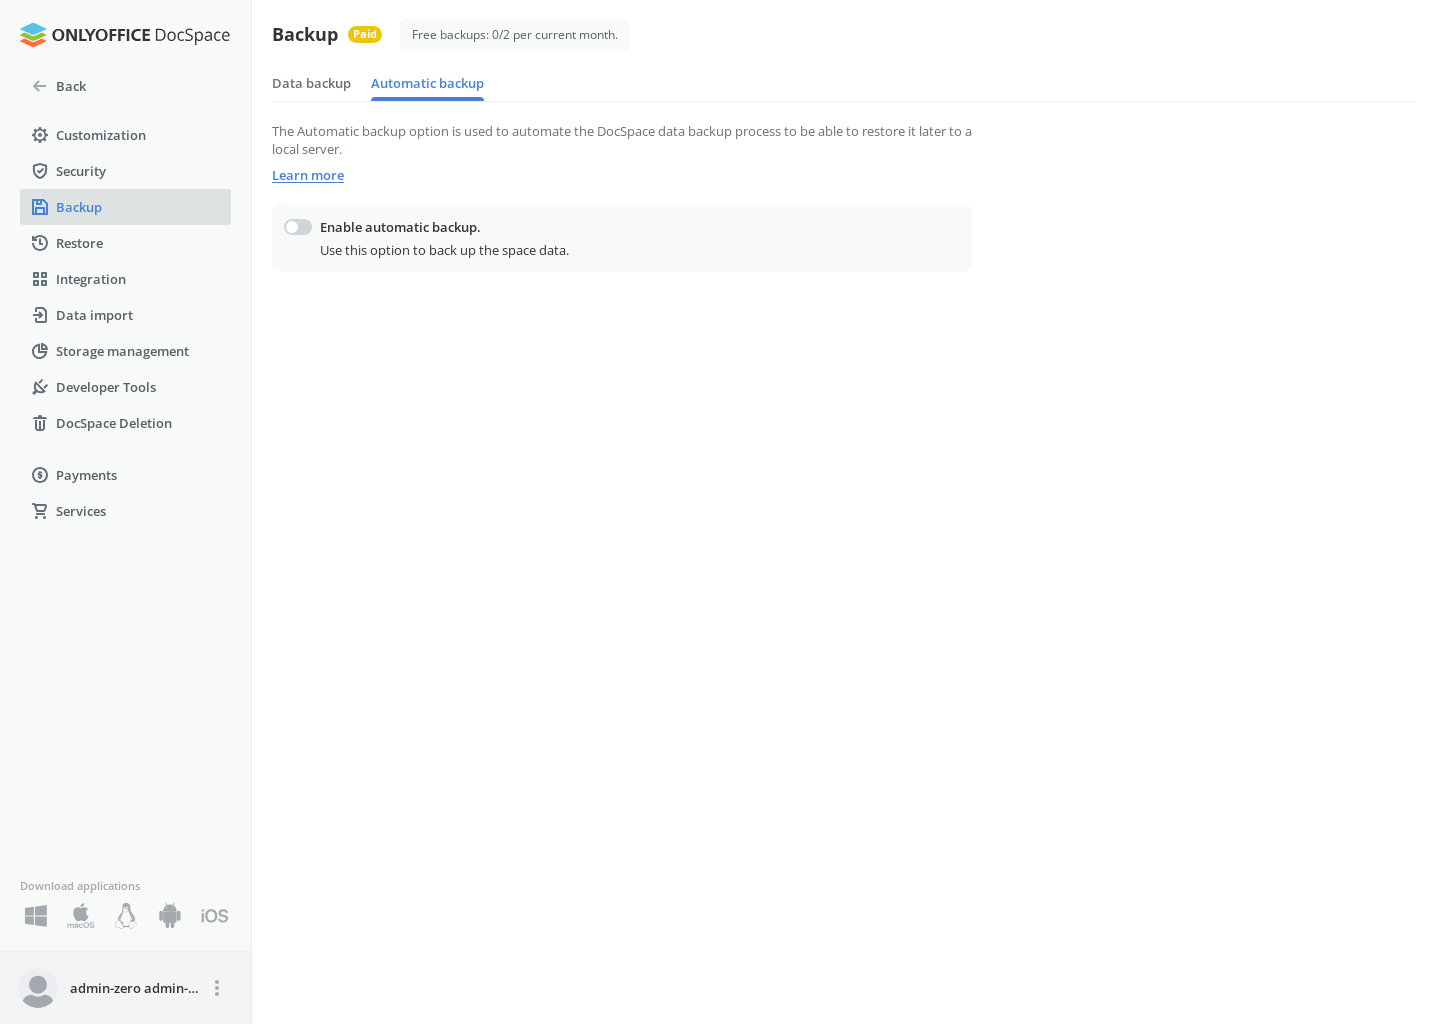 ONLYOFFICE DocSpace
Back
Customization
Security
Backup
Restore
Integration
Data import
Storage management
Developer Tools
DocSpace Deletion
Payments
Services
Download applications
macOS
iOS
admin-zero admin-...
Backup
Paid
Free backups: 0/2 per current month.
Data backup
Automatic backup
The Automatic backup option is used to automate the DocSpace data backup process to be able to restore it later to a
local server.
Learn more
Enable automatic backup.
Use this option to back up the space data.